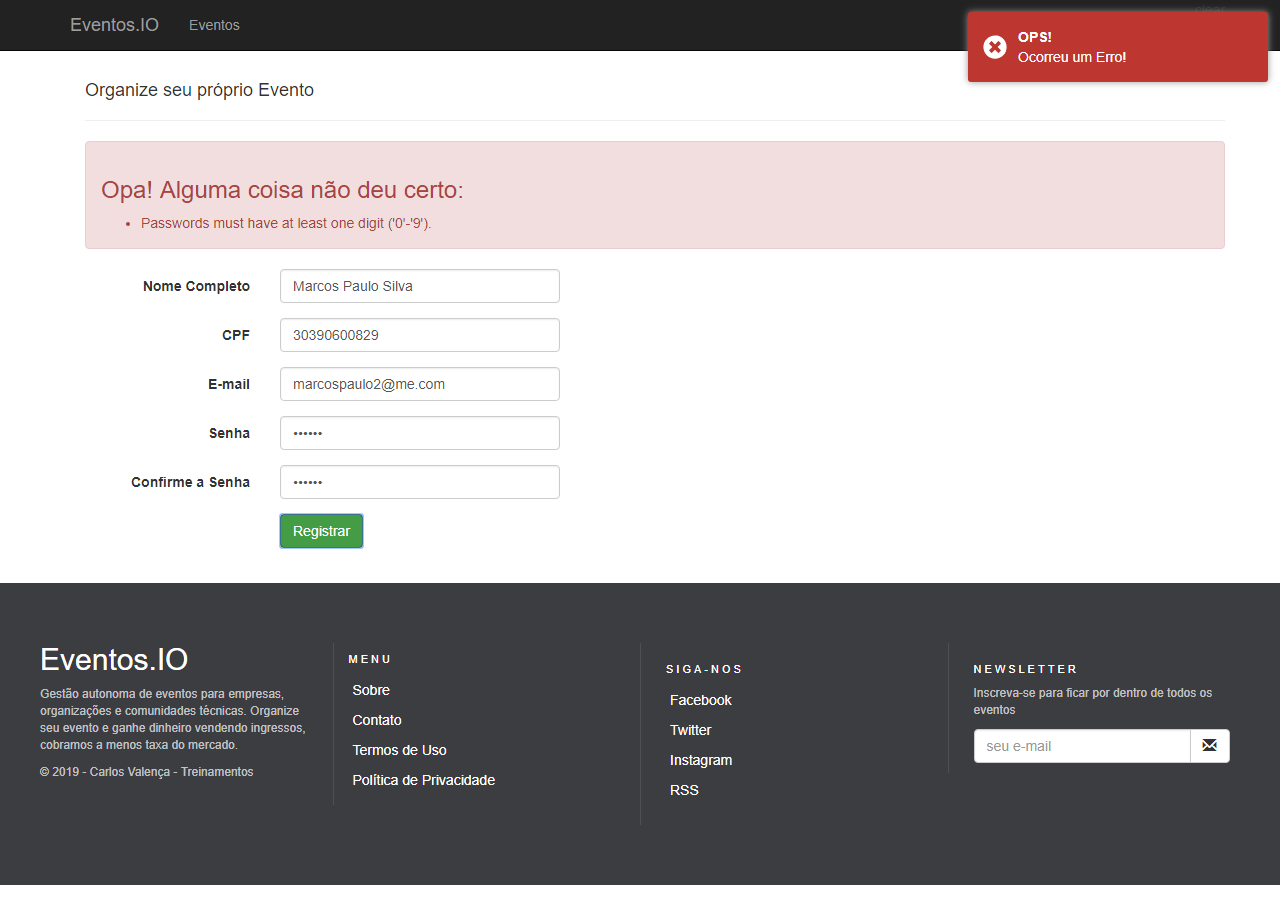 Eventos.IO
Eventos
clear
OPS!
Ocorreu um Erro!
Organize seu próprio Evento
Opa! Alguma coisa não deu certo:
• Passwords must have at least one digit ('0'-'9').
Nome Completo
Marcos Paulo Silva
CPF
30390600829
E-mail
marcospaulo2@me.com
Senha
••••••
Confirme a Senha
••••••
Registrar
Eventos.IO
Gestão autonoma de eventos para empresas,
organizações e comunidades técnicas. Organize
seu evento e ganhe dinheiro vendendo ingressos,
cobramos a menos taxa do mercado.
© 2019 - Carlos Valença - Treinamentos
MENU
Sobre
Contato
Termos de Uso
Política de Privacidade
SIGA-NOS
Facebook
Twitter
Instagram
RSS
NEWSLETTER
Inscreva-se para ficar por dentro de todos os
eventos
seu e-mail